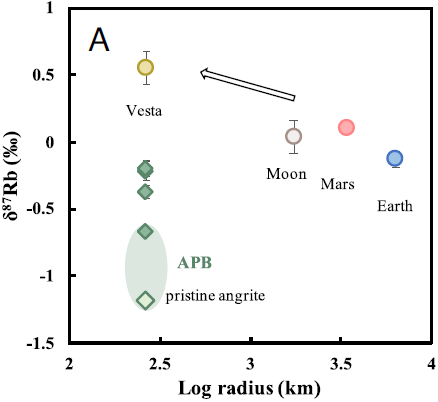 A
δ⁸⁷Rb (‰)
1
0.5
0
-0.5
-1
-1.5
Vesta
Moon
Mars
Earth
APB
pristine angrite
2
2.5
3
3.5
4
Log radius (km)